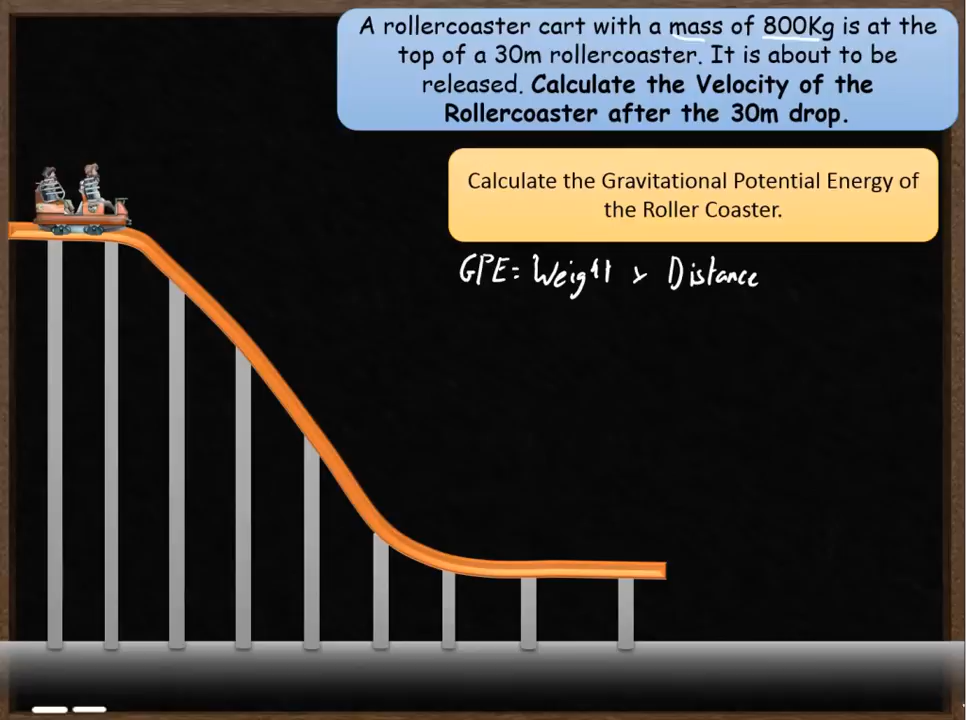 A rollercoaster cart with a mass of 800Kg is at the
top of a 30m rollercoaster. It is about to be
released. Calculate the Velocity of the
Rollercoaster after the 30m drop.
Calculate the Gravitational Potential Energy of
the Roller Coaster.
GPE= Weight x Distance